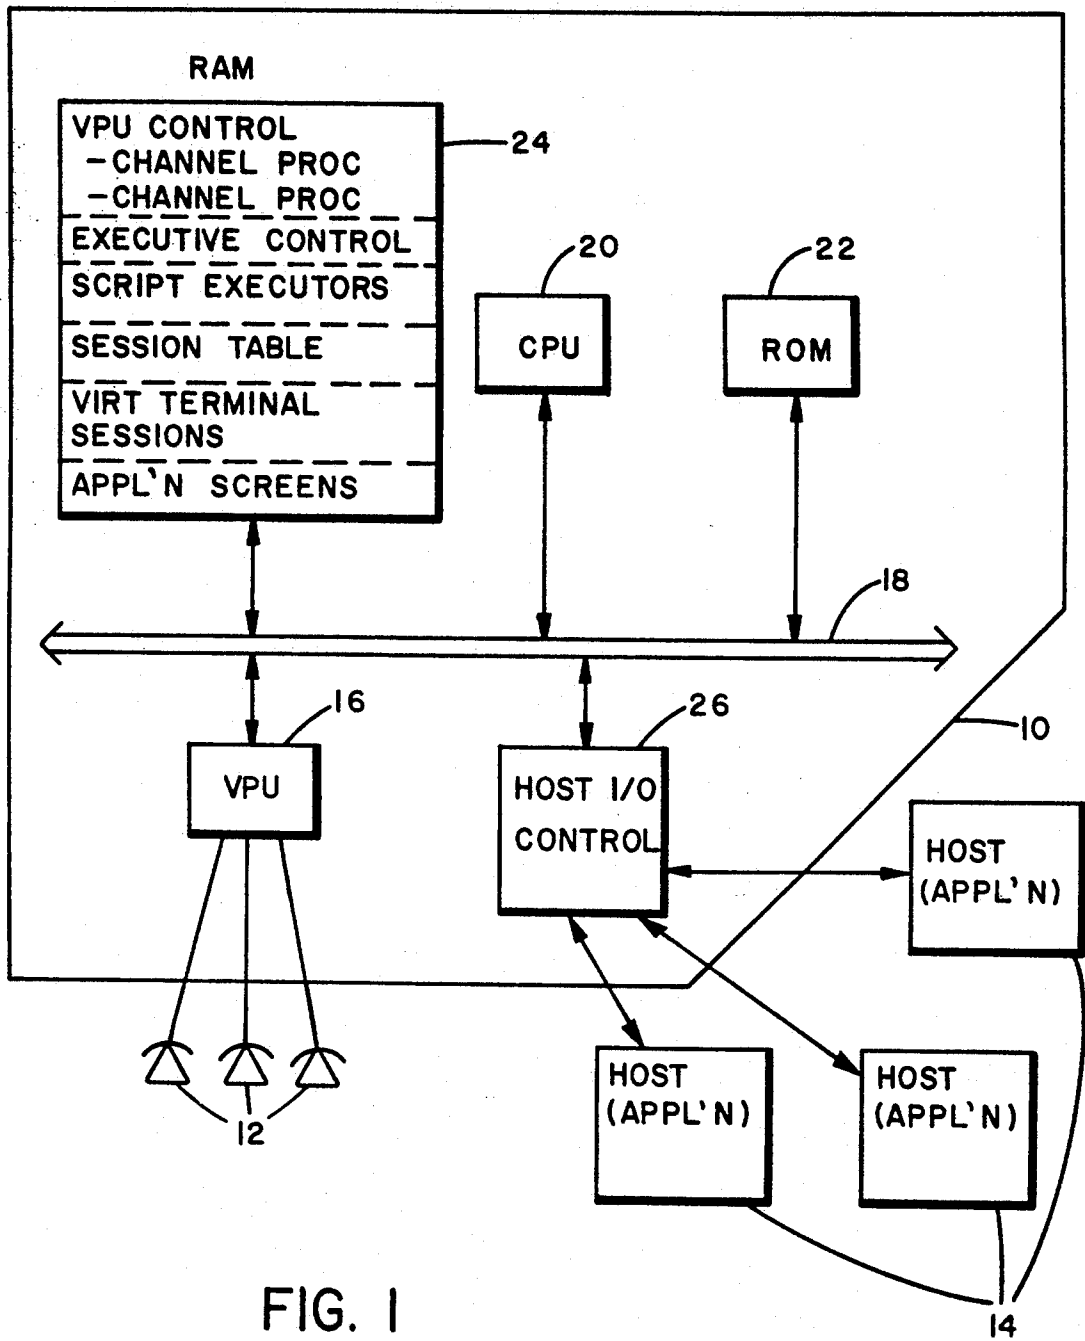 RAM
VPU CONTROL
-CHANNEL PROC
-CHANNEL PROC
EXECUTIVE CONTROL
SCRIPT EXECUTORS
SESSION TABLE
VIRT TERMINAL
SESSIONS
APPL'N SCREENS
24
20
CPU
22
ROM
18
16
VPU
26
HOST I/O
CONTROL
10
HOST
(APPL'N)
12
HOST
(APPL'N)
HOST
(APPL'N)
14
FIG. 1